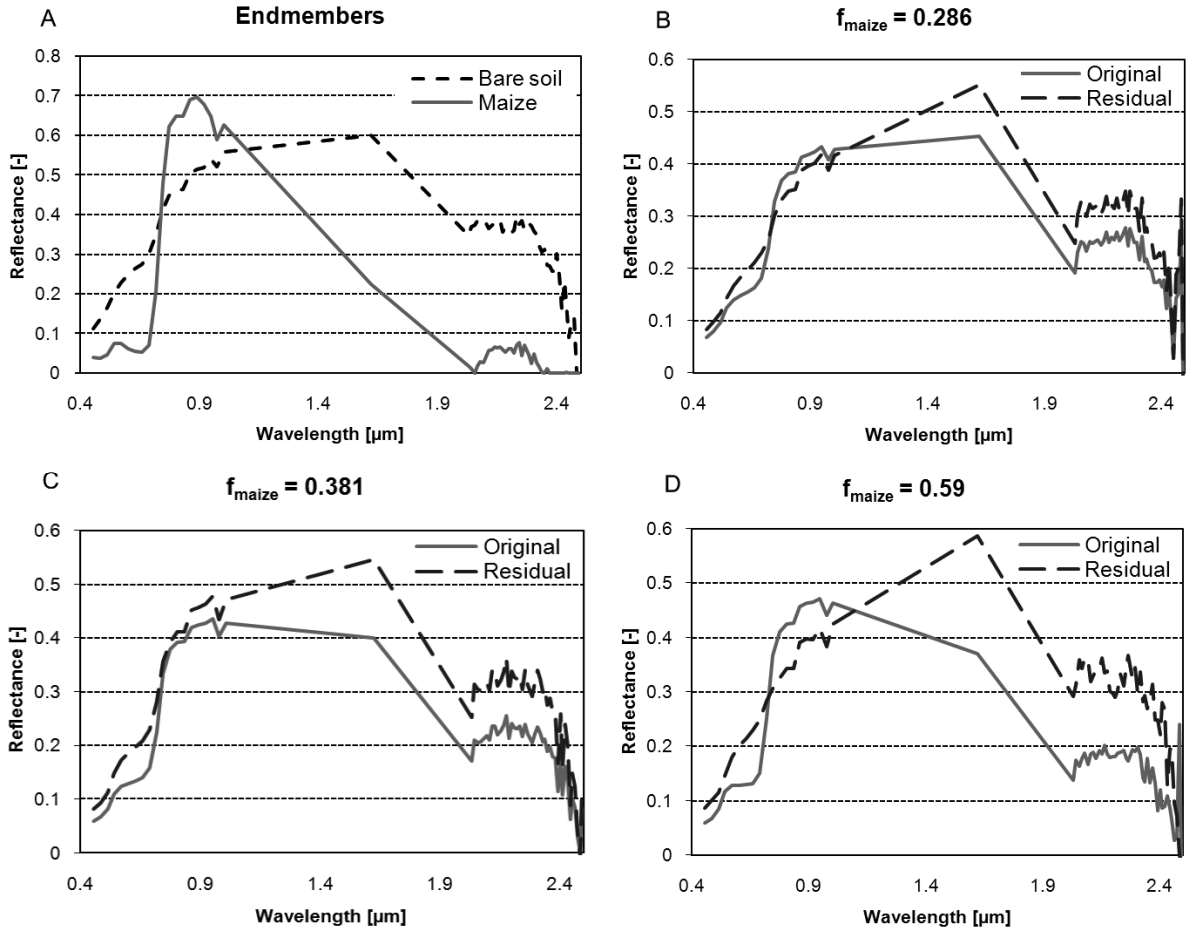 A
Endmembers
Bare soil
Maize
0.8
0.7
0.6
0.5
0.4
0.3
0.2
0.1
0
Reflectance [-]
0.4 0.9 1.4 1.9 2.4
Wavelength [µm]
B
fmaize = 0.286
Original
Residual
0.6
0.5
0.4
0.3
0.2
0.1
0
Reflectance [-]
0.4 0.9 1.4 1.9 2.4
Wavelength [µm]
C
fmaize = 0.381
Original
Residual
0.6
0.5
0.4
0.3
0.2
0.1
0
Reflectance [-]
0.4 0.9 1.4 1.9 2.4
Wavelength [µm]
D
fmaize = 0.59
Original
Residual
0.6
0.5
0.4
0.3
0.2
0.1
0
Reflectance [-]
0.4 0.9 1.4 1.9 2.4
Wavelength [µm]